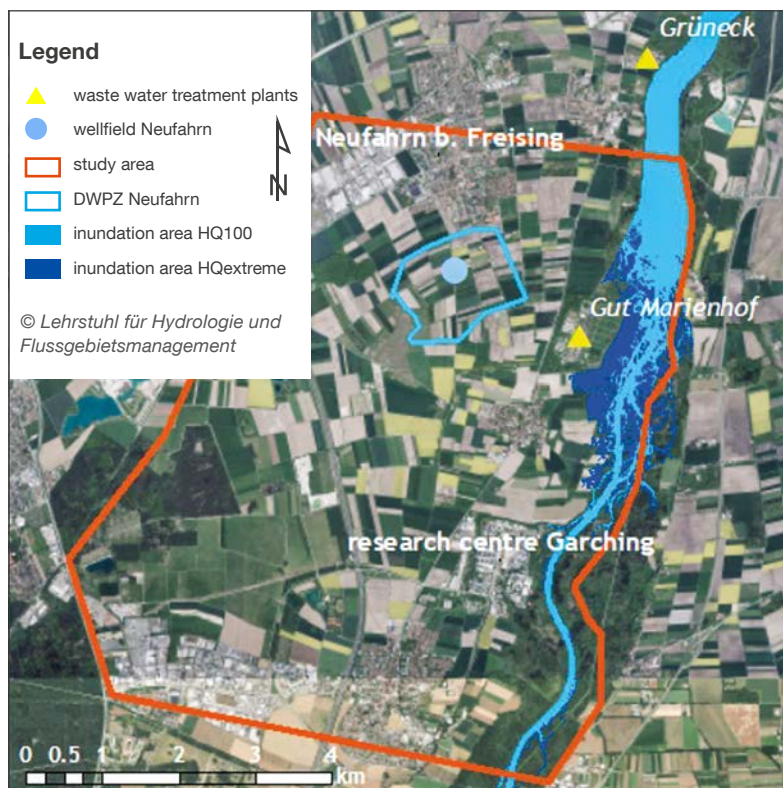 Legend
waste water treatment plants
wellfield Neufahrn
study area
DWPZ Neufahrn
inundation area HQ100
inundation area HQextreme
© Lehrstuhl für Hydrologie und
Flussgebietsmanagement
N
Grüneck
Neufahrn b. Freising
Gut Marienhof
research centre Garching
0 0.5 1 2 3 4
km